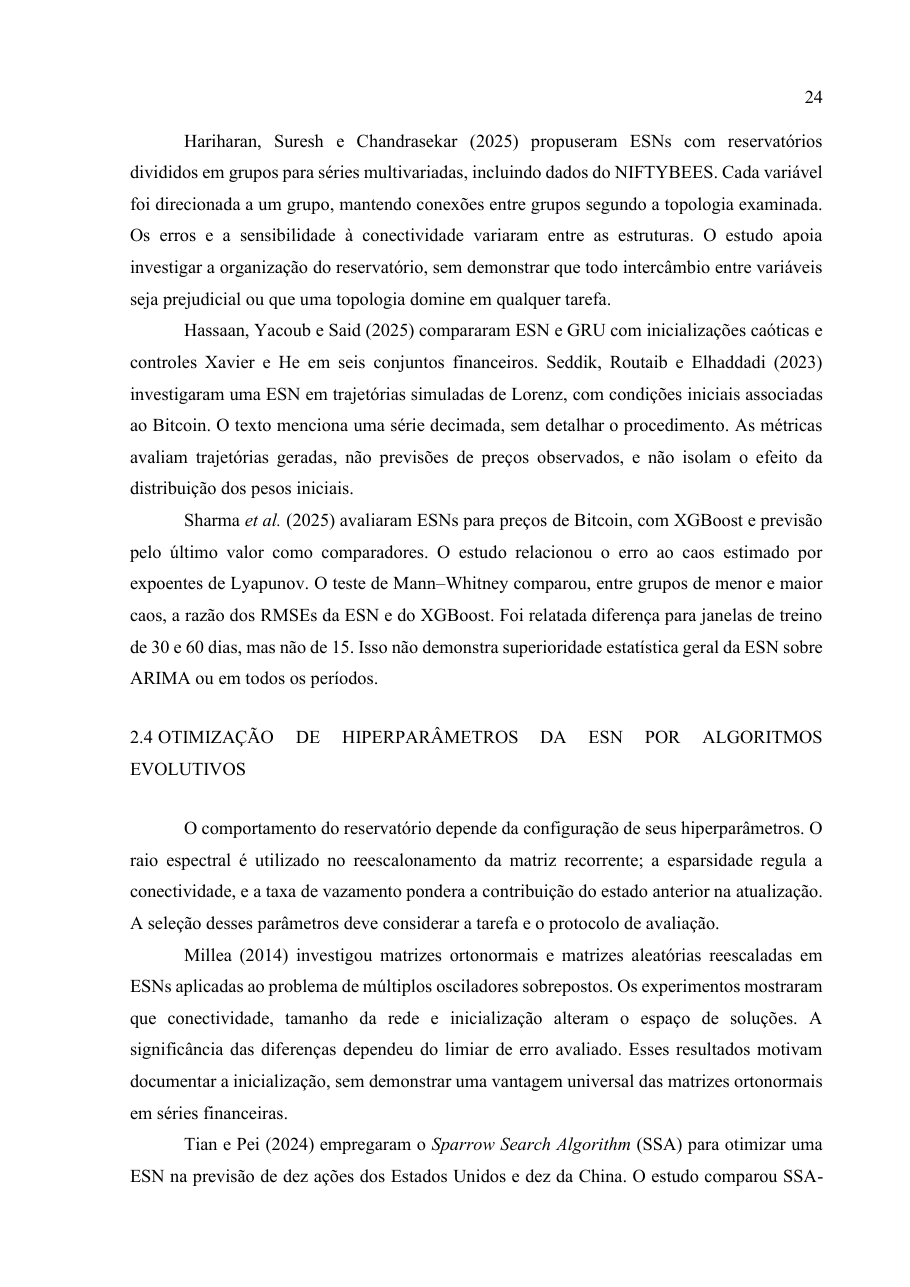 24
Hariharan, Suresh e Chandrasekar (2025) propuseram ESNs com reservatórios
divididos em grupos para séries multivariadas, incluindo dados do NIFTYBEES. Cada variável
foi direcionada a um grupo, mantendo conexões entre grupos segundo a topologia examinada.
Os erros e a sensibilidade à conectividade variaram entre as estruturas. O estudo apoia
investigar a organização do reservatório, sem demonstrar que todo intercâmbio entre variáveis
seja prejudicial ou que uma topologia domine em qualquer tarefa.
Hassaan, Yacoub e Said (2025) compararam ESN e GRU com inicializações caóticas e
controles Xavier e He em seis conjuntos financeiros. Seddik, Routaib e Elhaddadi (2023)
investigaram uma ESN em trajetórias simuladas de Lorenz, com condições iniciais associadas
ao Bitcoin. O texto menciona uma série decimada, sem detalhar o procedimento. As métricas
avaliam trajetórias geradas, não previsões de preços observados, e não isolam o efeito da
distribuição dos pesos iniciais.
Sharma et al. (2025) avaliaram ESNs para preços de Bitcoin, com XGBoost e previsão
pelo último valor como comparadores. O estudo relacionou o erro ao caos estimado por
expoentes de Lyapunov. O teste de Mann–Whitney comparou, entre grupos de menor e maior
caos, a razão dos RMSEs da ESN e do XGBoost. Foi relatada diferença para janelas de treino
de 30 e 60 dias, mas não de 15. Isso não demonstra superioridade estatística geral da ESN sobre
ARIMA ou em todos os períodos.
2.4 OTIMIZAÇÃO DE HIPERPARÂMETROS DA ESN POR ALGORITMOS
EVOLUTIVOS
O comportamento do reservatório depende da configuração de seus hiperparâmetros. O
raio espectral é utilizado no reescalonamento da matriz recorrente; a esparsidade regula a
conectividade, e a taxa de vazamento pondera a contribuição do estado anterior na atualização.
A seleção desses parâmetros deve considerar a tarefa e o protocolo de avaliação.
Millea (2014) investigou matrizes ortonormais e matrizes aleatórias reescaladas em
ESNs aplicadas ao problema de múltiplos osciladores sobrepostos. Os experimentos mostraram
que conectividade, tamanho da rede e inicialização alteram o espaço de soluções. A
significância das diferenças dependeu do limiar de erro avaliado. Esses resultados motivam
documentar a inicialização, sem demonstrar uma vantagem universal das matrizes ortonormais
em séries financeiras.
Tian e Pei (2024) empregaram o Sparrow Search Algorithm (SSA) para otimizar uma
ESN na previsão de dez ações dos Estados Unidos e dez da China. O estudo comparou SSA-